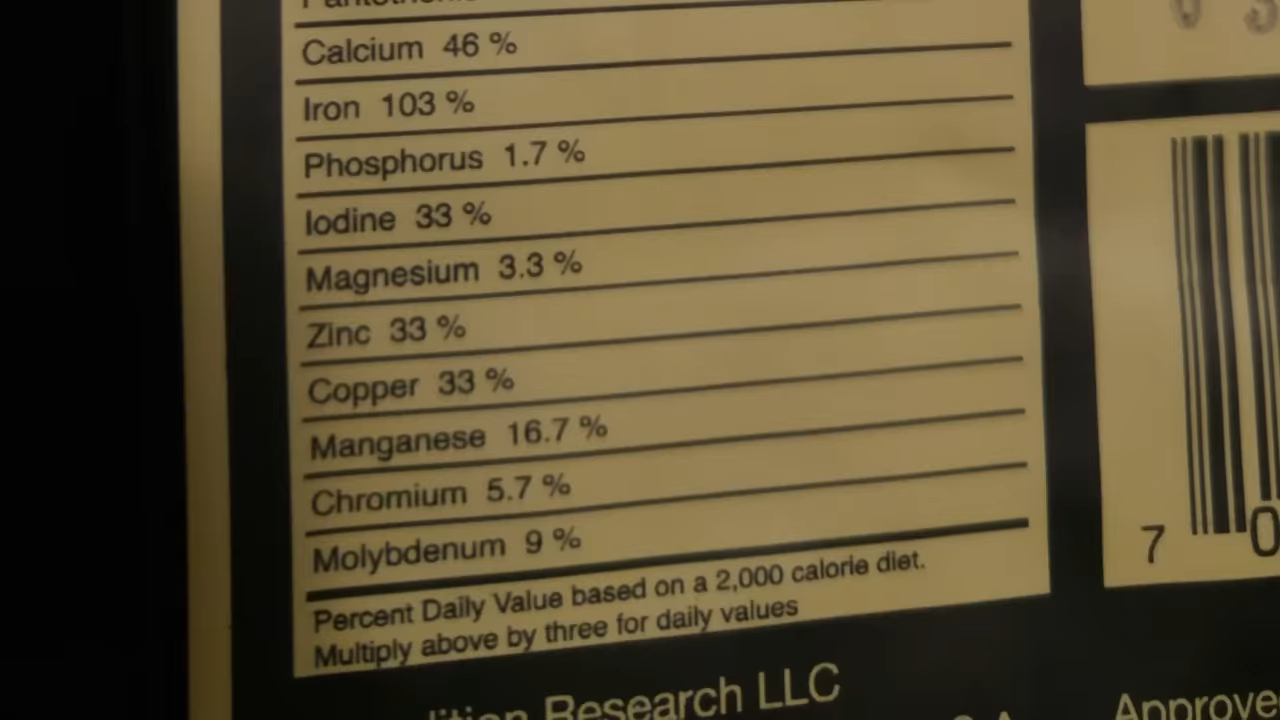 Calcium 46 %
Iron 103 %
Phosphorus 1.7 %
Iodine 33 %
Magnesium 3.3 %
Zinc 33 %
Copper 33 %
Manganese 16.7 %
Chromium 5.7 %
Molybdenum 9 %
Percent Daily Value based on a 2,000 calorie diet.
Multiply above by three for daily values
Research LLC
7 0